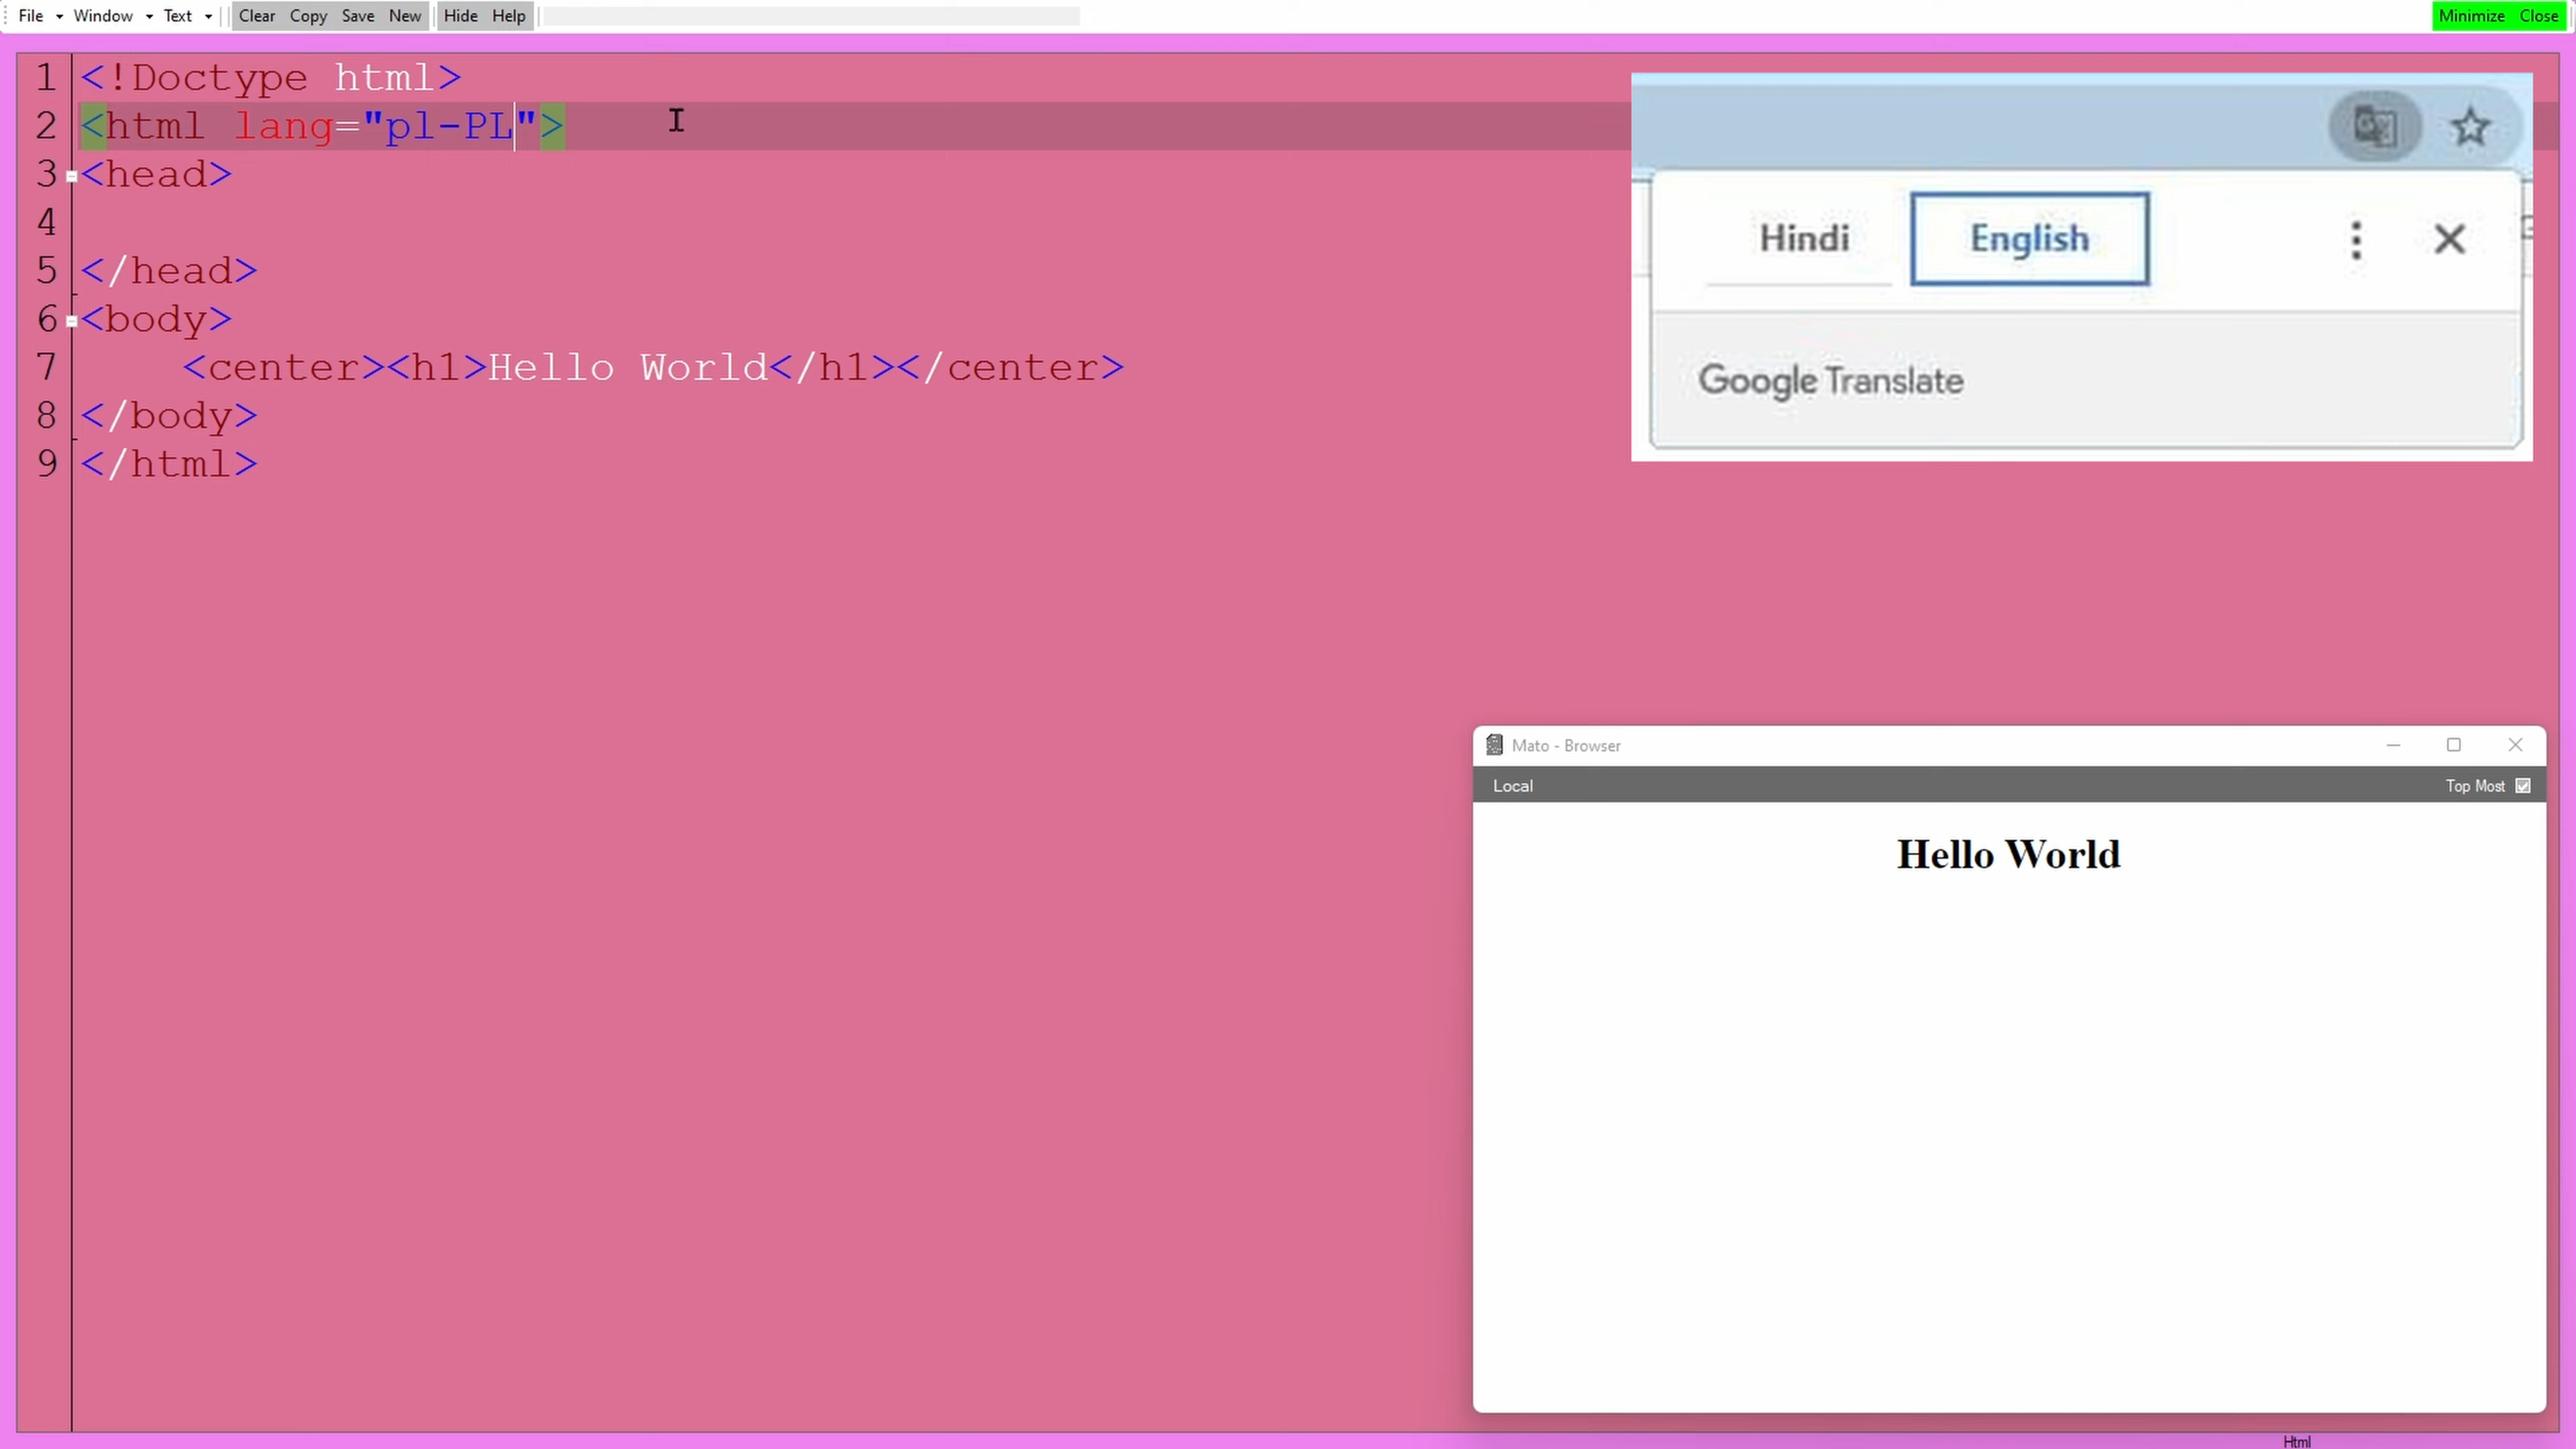 File Window Text Clear Copy Save New Hide Help Minimize Close
1 <!Doctype html>
2 <html lang="pl-PL">
3 <head>
4
5 </head>
6 <body>
7 <center><h1>Hello World</h1></center>
8 </body>
9 </html>
Hindi English
Google Translate
Mato - Browser
Local Top Most
Hello World
Html